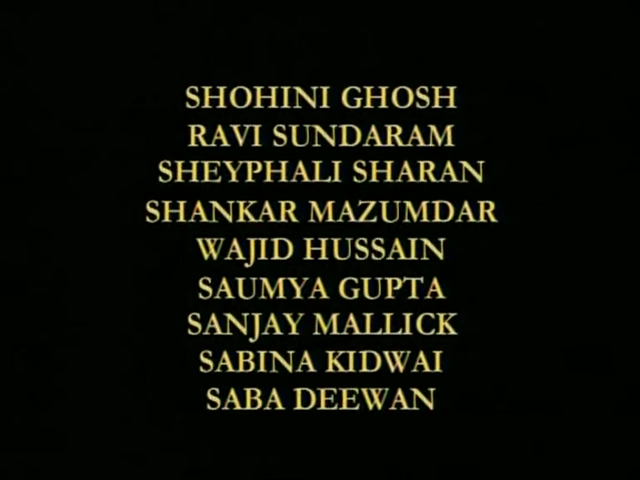 SHOHINI GHOSH
RAVI SUNDARAM
SHEYPHALI SHARAN
SHANKAR MAZUMDAR
WAJID HUSSAIN
SAUMYA GUPTA
SANJAY MALLICK
SABINA KIDWAI
SABA DEEWAN